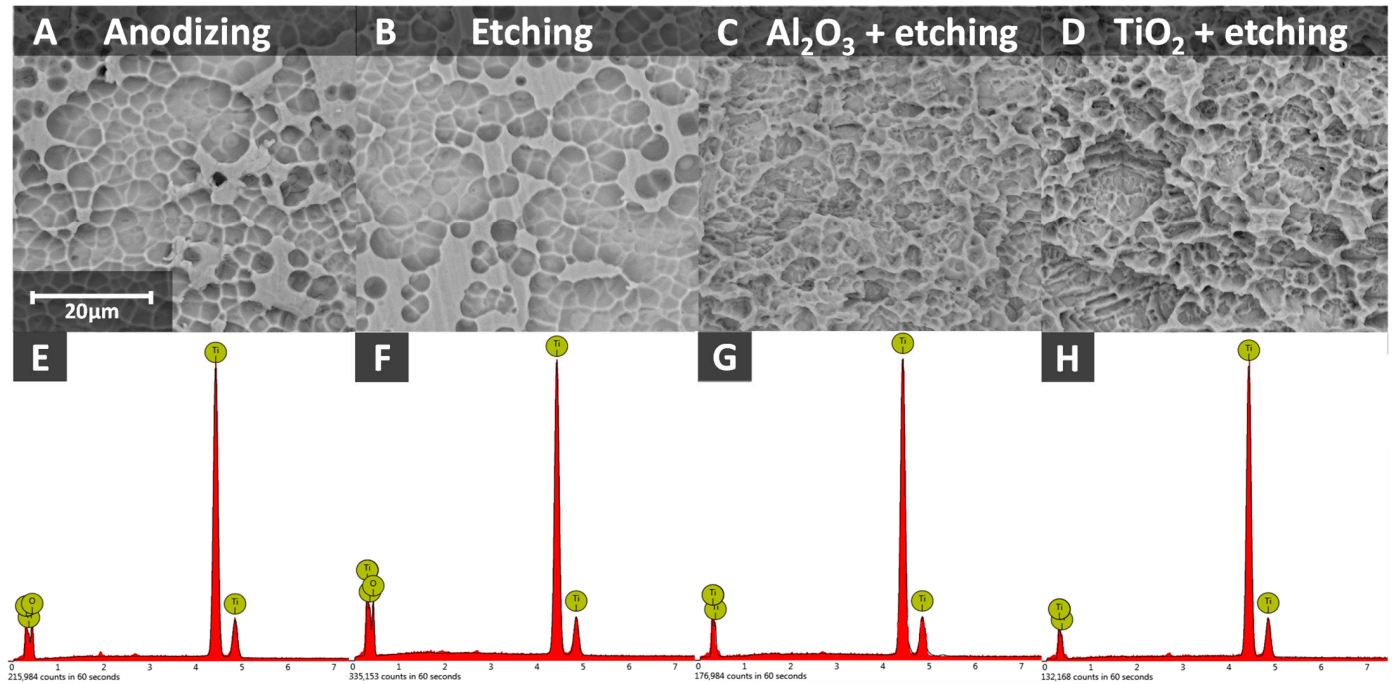 A Anodizing
B Etching
C Al₂O₃ + etching
D TiO₂ + etching
20μm
E
F
G
H
Ti
Ti
Ti
Ti
O
Ti
Ti
O
Ti
Ti
Ti
Ti
Ti
Ti
Ti
0 1 2 3 4 5 6 7
0 1 2 3 4 5 6 7
0 1 2 3 4 5 6 7
0 1 2 3 4 5 6 7
215,984 counts in 60 seconds
335,153 counts in 60 seconds
176,984 counts in 60 seconds
132,168 counts in 60 seconds